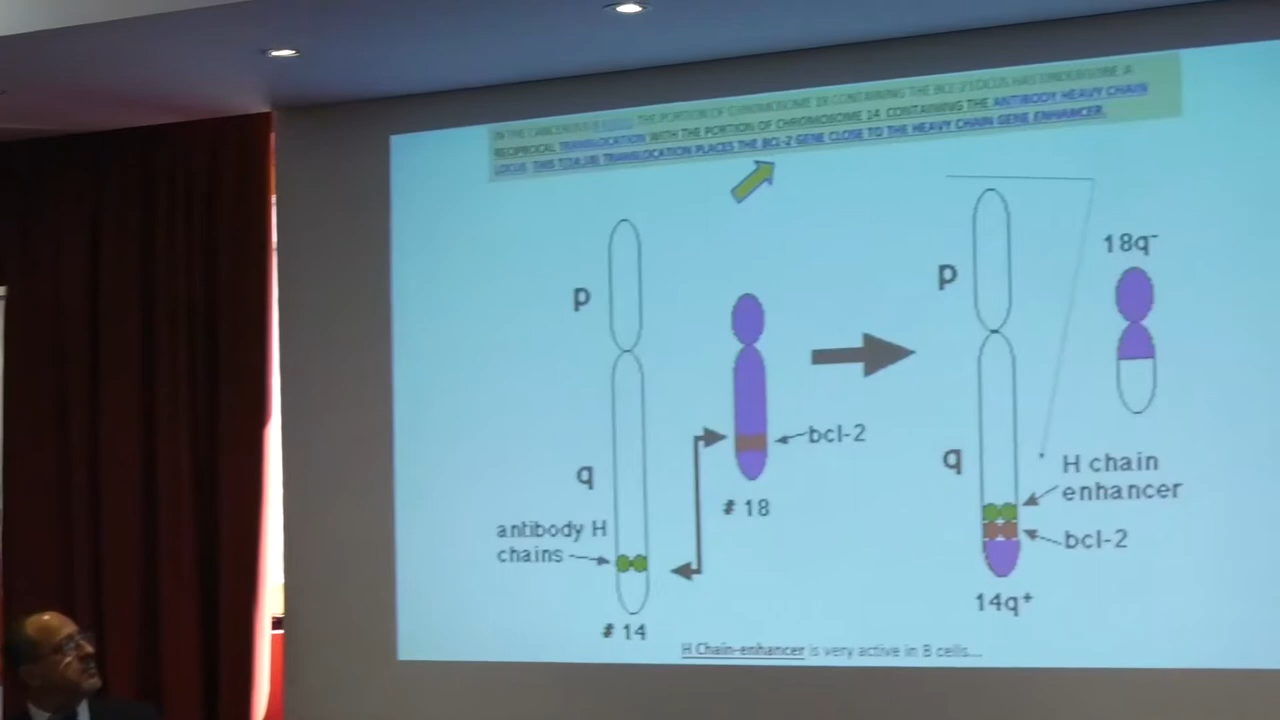 IN THE CANCEROUS B CELLS, THE PORTION OF CHROMOSOME 18 CONTAINING THE BCL-2 LOCUS HAS UNDERGONE A
RECIPROCAL TRANSLOCATION WITH THE PORTION OF CHROMOSOME 14 CONTAINING THE ANTIBODY HEAVY CHAIN
LOCUS. THIS T(14;18) TRANSLOCATION PLACES THE BCL-2 GENE CLOSE TO THE HEAVY CHAIN GENE ENHANCER.
p
q
antibody H
chains
# 14
bcl-2
# 18
p
q
18q-
H chain
enhancer
bcl-2
14q+
H Chain-enhancer is very active in B cells...